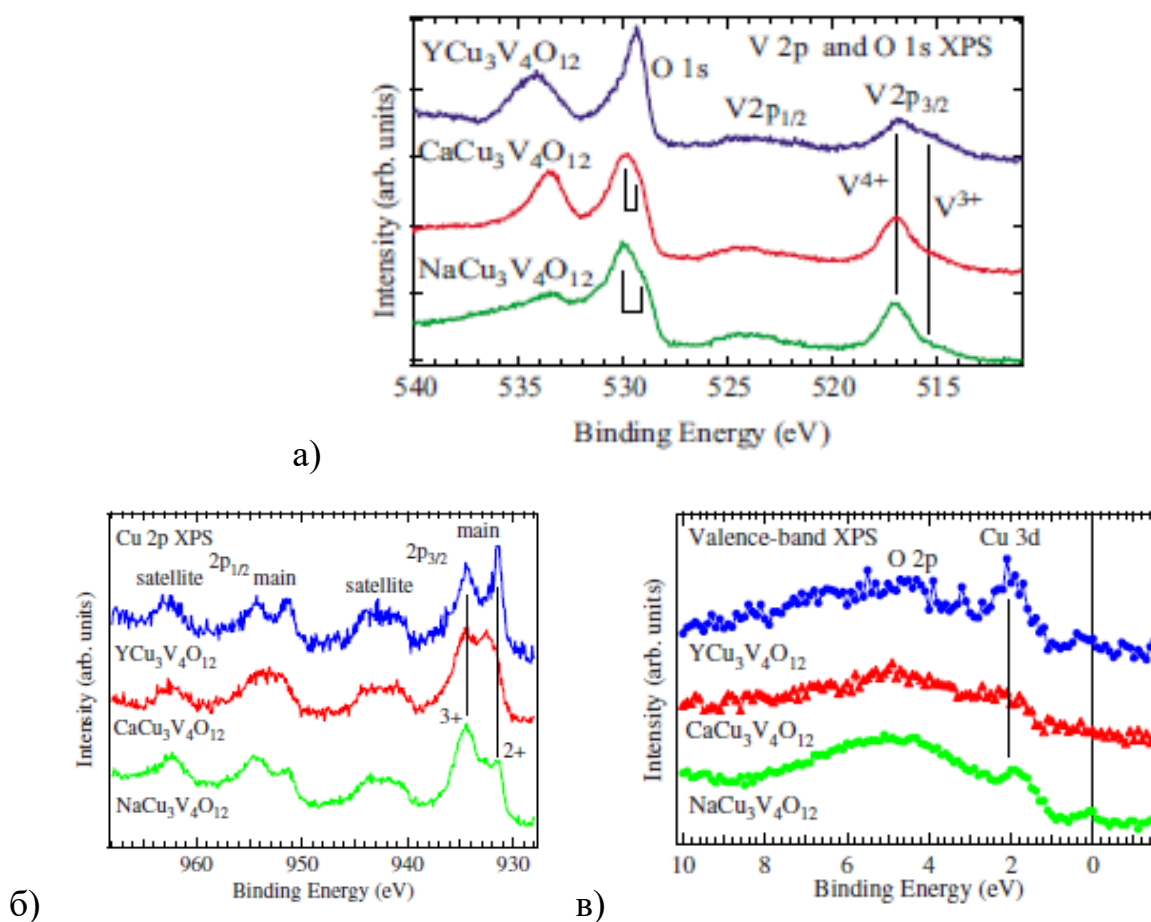 V 2p and O 1s XPS
YCu₃V₄O₁₂
O 1s
V2p₁/₂
V2p₃/₂
CaCu₃V₄O₁₂
V⁴⁺
V³⁺
NaCu₃V₄O₁₂
Intensity (arb. units)
540 535 530 525 520 515
Binding Energy (eV)
а)
Cu 2p XPS
main
2p₃/₂
2p₁/₂ main
satellite
satellite
YCu₃V₄O₁₂
3+
CaCu₃V₄O₁₂
2+
NaCu₃V₄O₁₂
Intensity (arb. units)
960 950 940 930
Binding Energy (eV)
б)
Valence-band XPS
Cu 3d
O 2p
YCu₃V₄O₁₂
CaCu₃V₄O₁₂
NaCu₃V₄O₁₂
Intensity (arb. units)
10 8 6 4 2 0
Binding Energy (eV)
в)